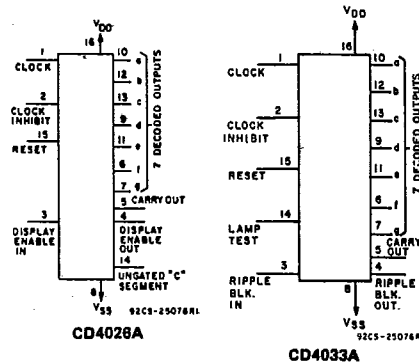 VDD
16
1
CLOCK
2
CLOCK
INHIBIT
15
RESET
3
DISPLAY
ENABLE
IN
10 a
12 b
13 c
9 d
11 e
6 f
7 g
7 DECODED OUTPUTS
5 CARRY OUT
4
DISPLAY
ENABLE
OUT
14
UNGATED "C"
SEGMENT
8
VSS
92CS-25076R1
CD4026A
VDD
16
1
CLOCK
2
CLOCK
INHIBIT
15
RESET
14
LAMP
TEST
3
RIPPLE
BLK.
IN
10 a
12 b
13 c
9 d
11 e
6 f
7 g
7 DECODED OUTPUTS
CARRY
5 OUT
4
RIPPLE
BLK.
OUT.
8
VSS
CD4033A